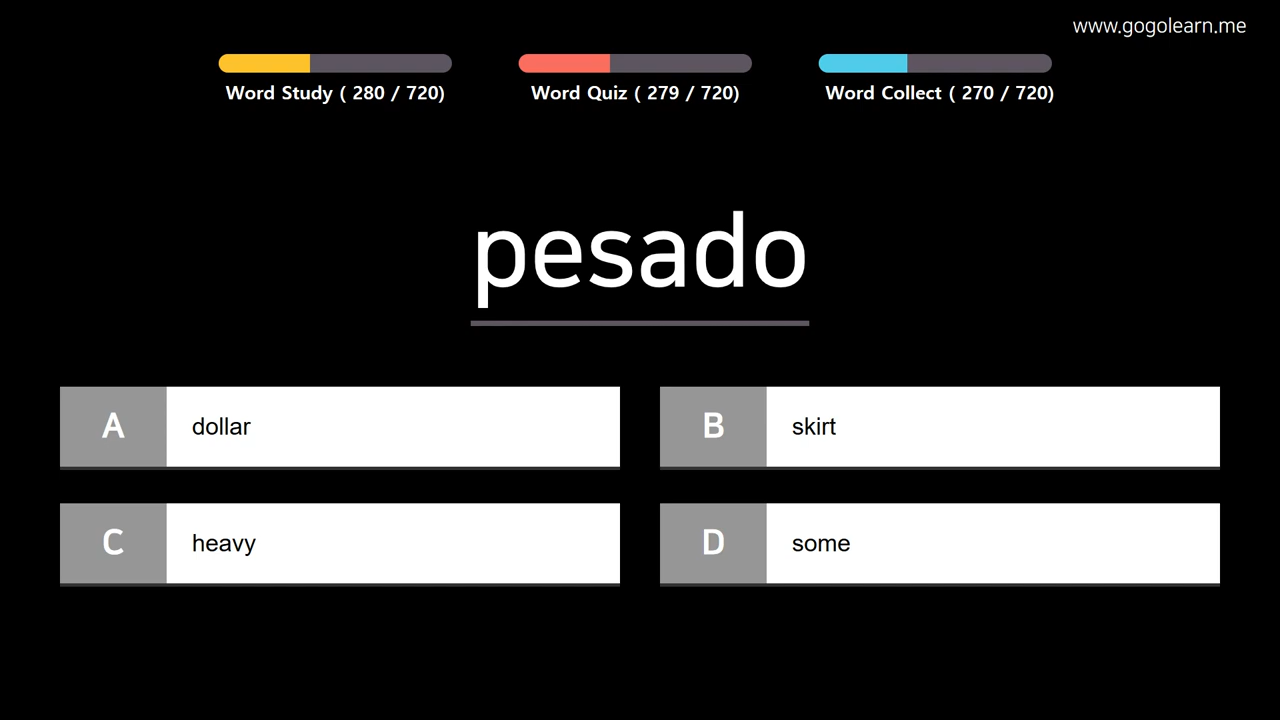 www.gogolearn.me
Word Study ( 280 / 720)
Word Quiz ( 279 / 720)
Word Collect ( 270 / 720)
pesado
A dollar
B skirt
C heavy
D some